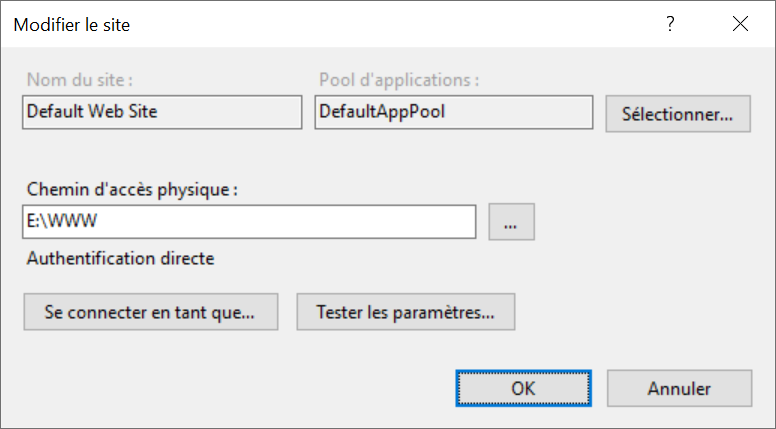 Modifier le site
?
Nom du site :
Pool d'applications :
Default Web Site
DefaultAppPool
Sélectionner...
Chemin d'accès physique :
E:\WWW
...
Authentification directe
Se connecter en tant que...
Tester les paramètres...
OK
Annuler